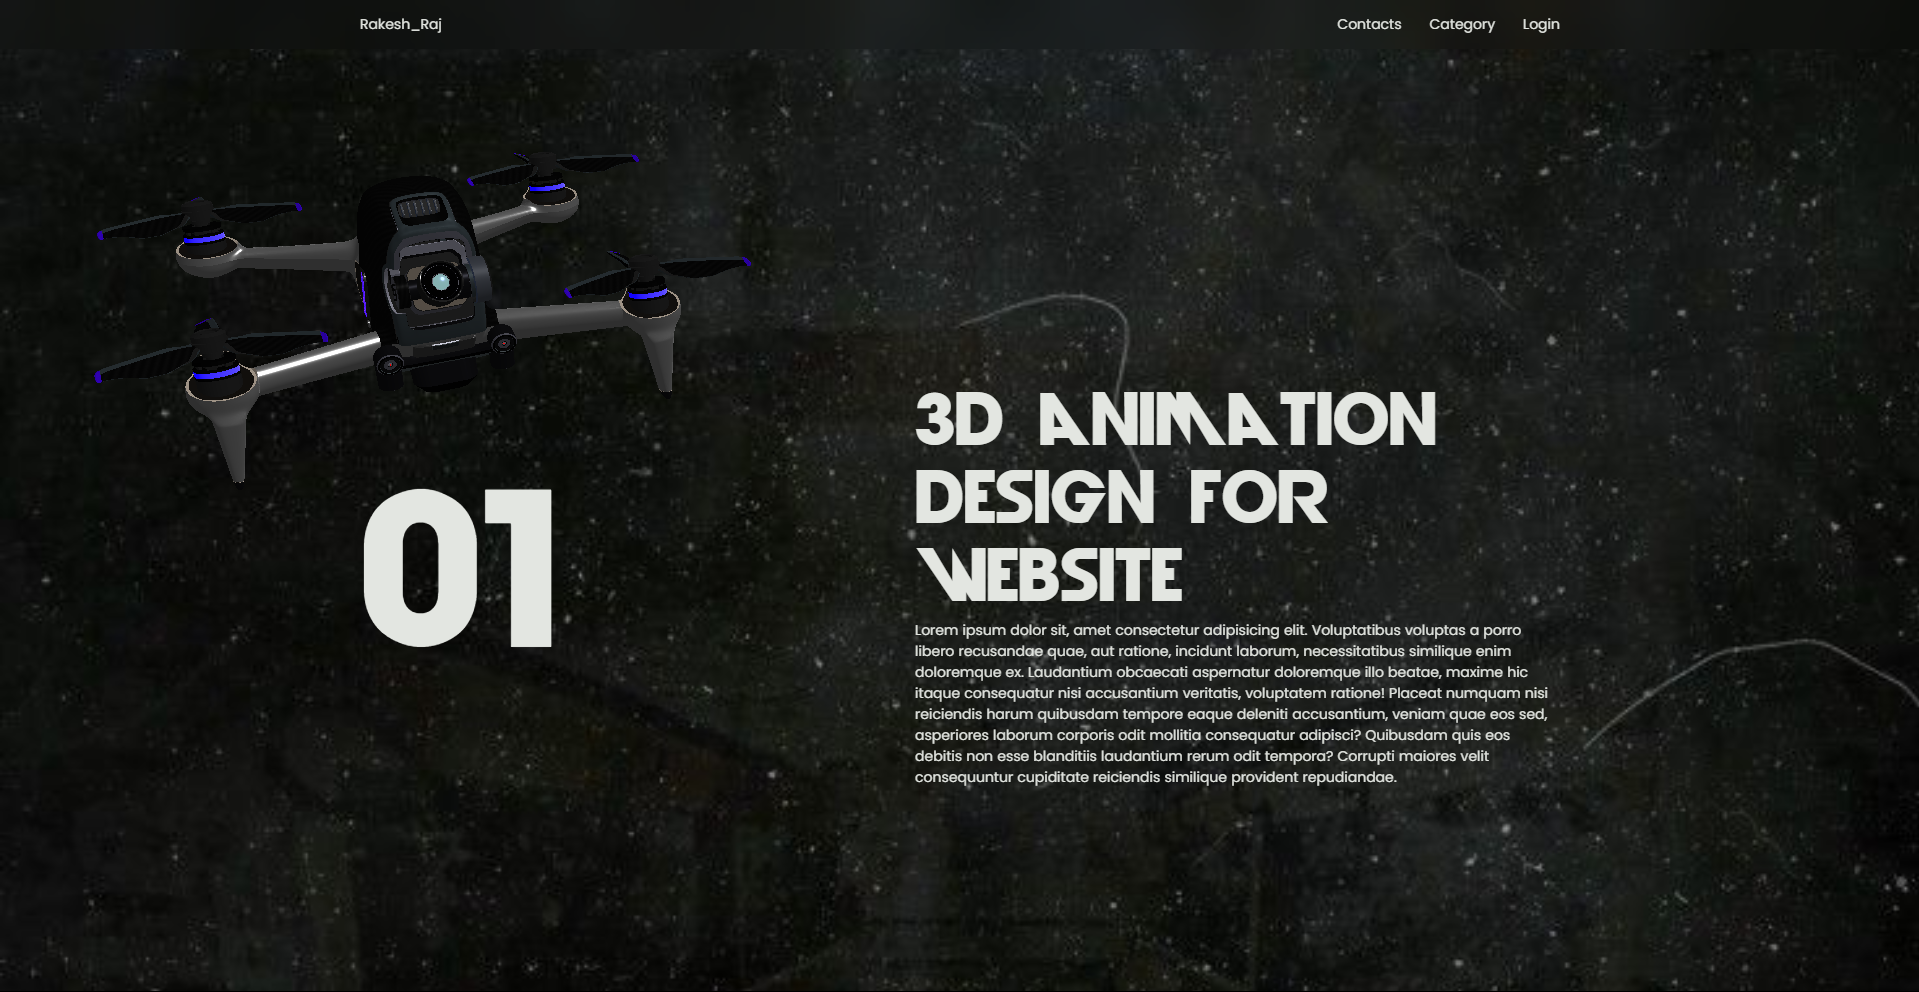 Rakesh_Raj
Contacts Category Login
3D ANIMATION
DESIGN FOR
WEBSITE
01
Lorem ipsum dolor sit, amet consectetur adipisicing elit. Voluptatibus voluptas a porro
libero recusandae quae, aut ratione, incidunt laborum, necessitatibus similique enim
doloremque ex. Laudantium obcaecati aspernatur doloremque illo beatae, maxime hic
itaque consequatur nisi accusantium veritatis, voluptatem ratione! Placeat numquam nisi
reiciendis harum quibusdam tempore eaque deleniti accusantium, veniam quae eos sed,
asperiores laborum corporis odit mollitia consequatur adipisci? Quibusdam quis eos
debitis non esse blanditiis laudantium rerum odit tempora? Corrupti maiores velit
consequuntur cupiditate reiciendis similique provident repudiandae.